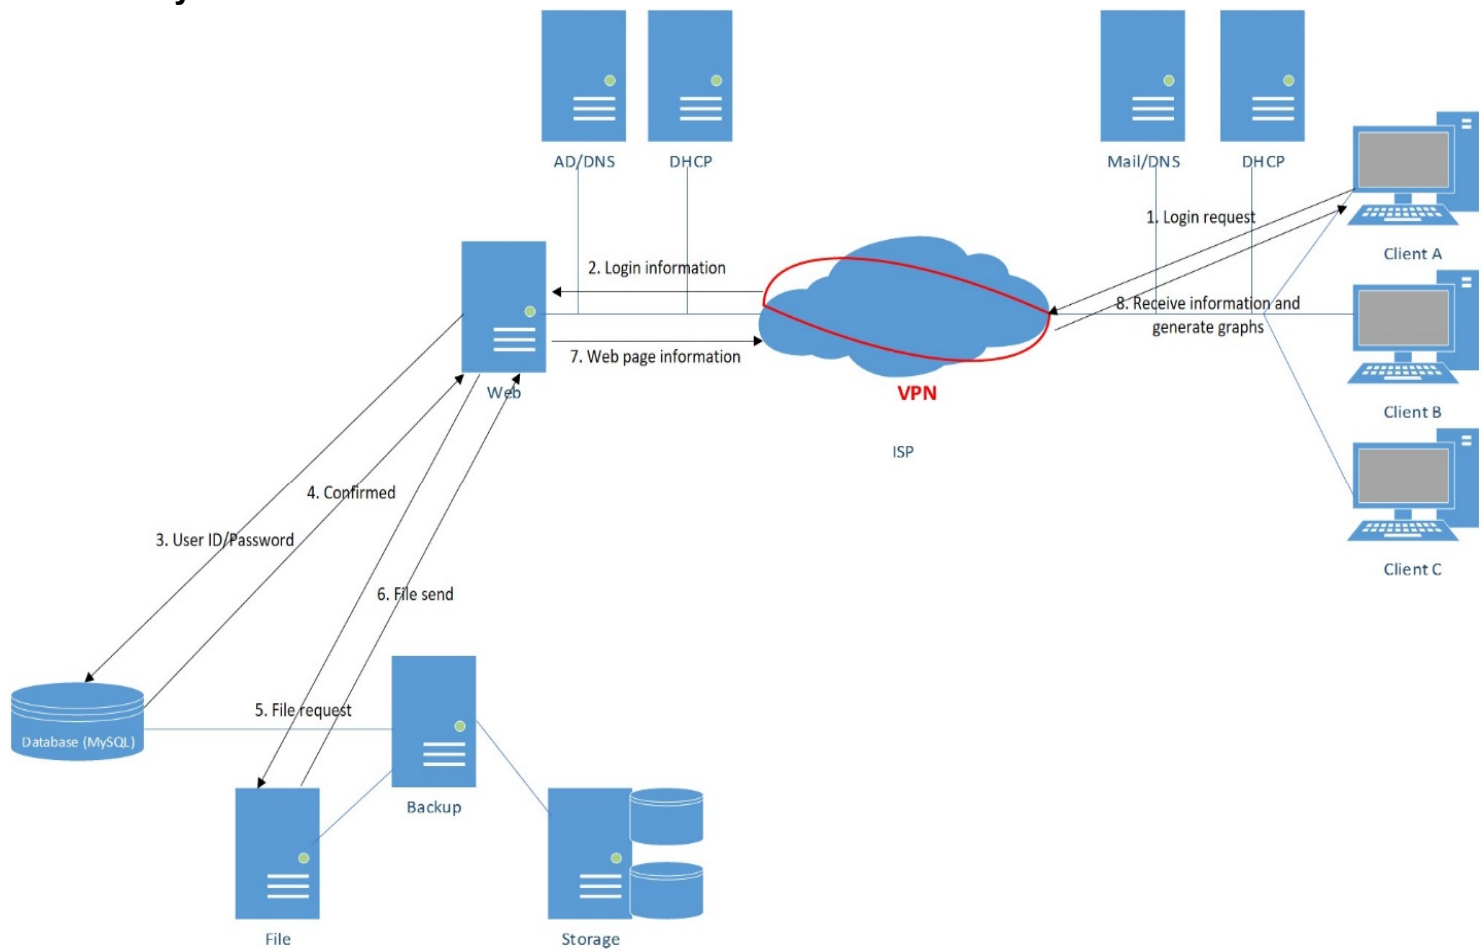 AD/DNS
DHCP
Mail/DNS
DHCP
1. Login request
Client A
2. Login information
8. Receive information and
generate graphs
7. Web page information
Web
VPN
Client B
ISP
4. Confirmed
3. User ID/Password
Client C
6. File send
5. File request
Database (MySQL)
Backup
File
Storage